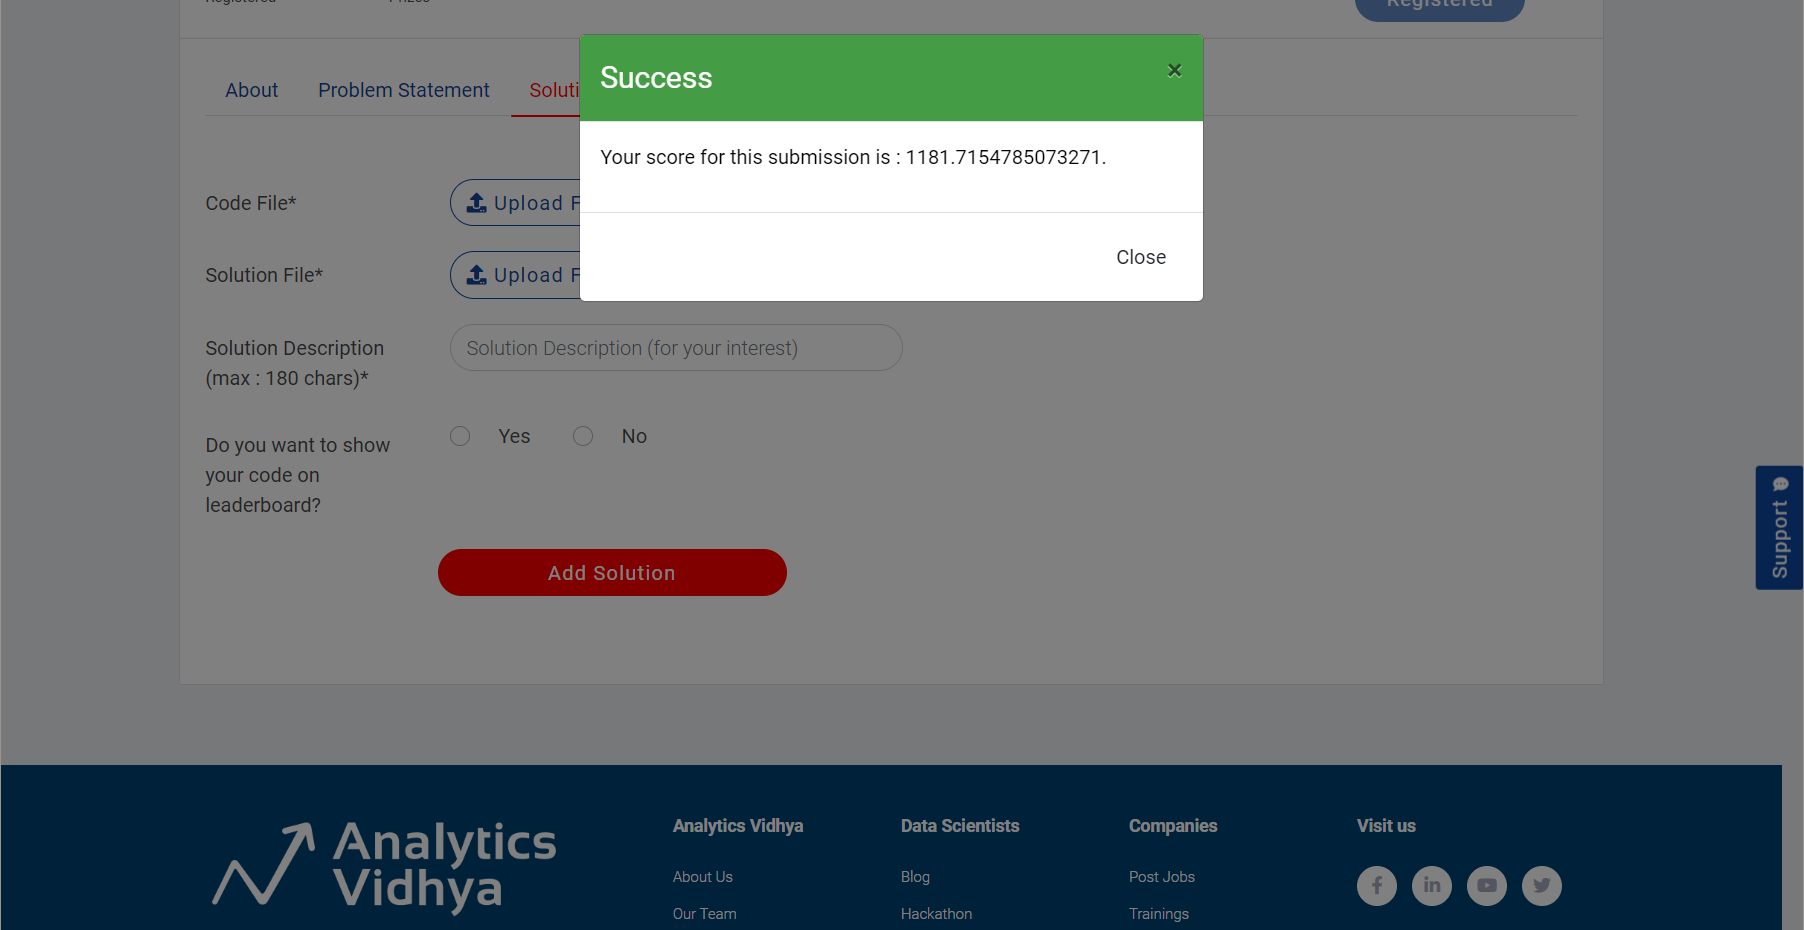 Registered
Prizes
Registered
About
Problem Statement
Soluti
Success
×
Your score for this submission is : 1181.7154785073271.
Close
Code File*
Upload F
Solution File*
Upload F
Solution Description
(max : 180 chars)*
Solution Description (for your interest)
Do you want to show
your code on
leaderboard?
Yes
No
Add Solution
Support
Analytics
Vidhya
Analytics Vidhya
About Us
Our Team
Data Scientists
Blog
Hackathon
Companies
Post Jobs
Trainings
Visit us